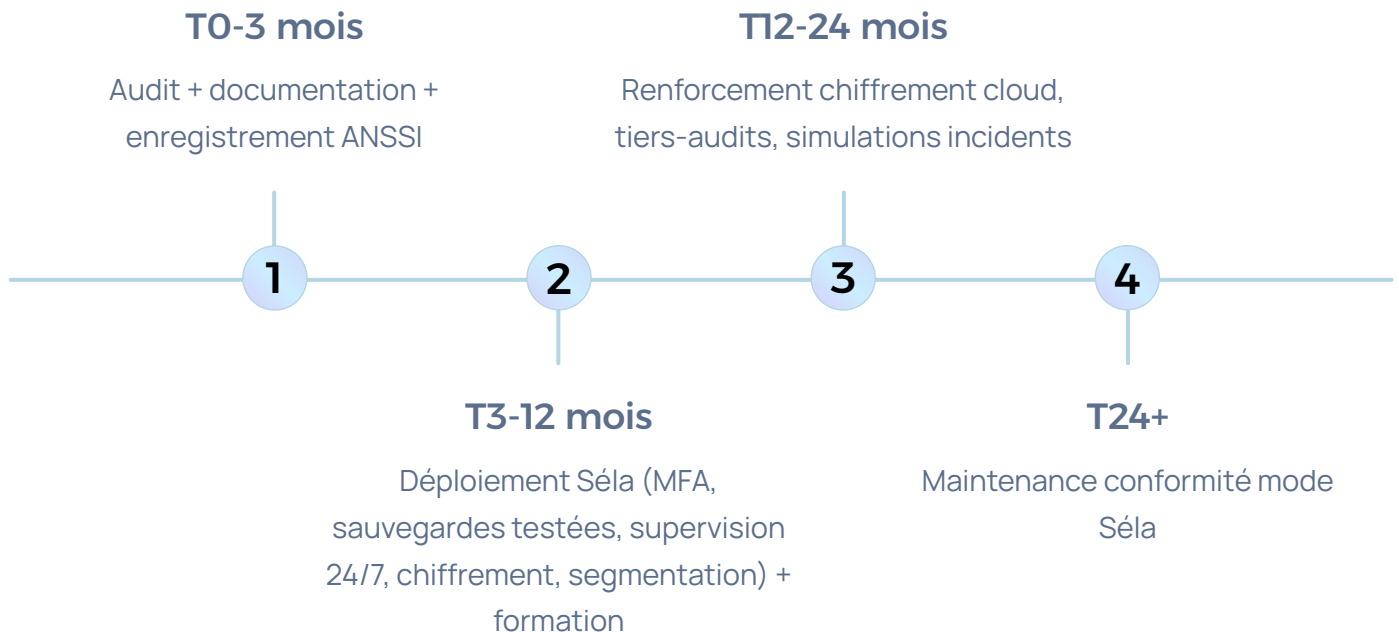 T0-3 mois
Audit + documentation +
enregistrement ANSSI
T12-24 mois
Renforcement chiffrement cloud,
tiers-audits, simulations incidents
1
2
3
4
T3-12 mois
Déploiement Séla (MFA,
sauvegardes testées, supervision
24/7, chiffrement, segmentation) +
formation
T24+
Maintenance conformité mode
Séla